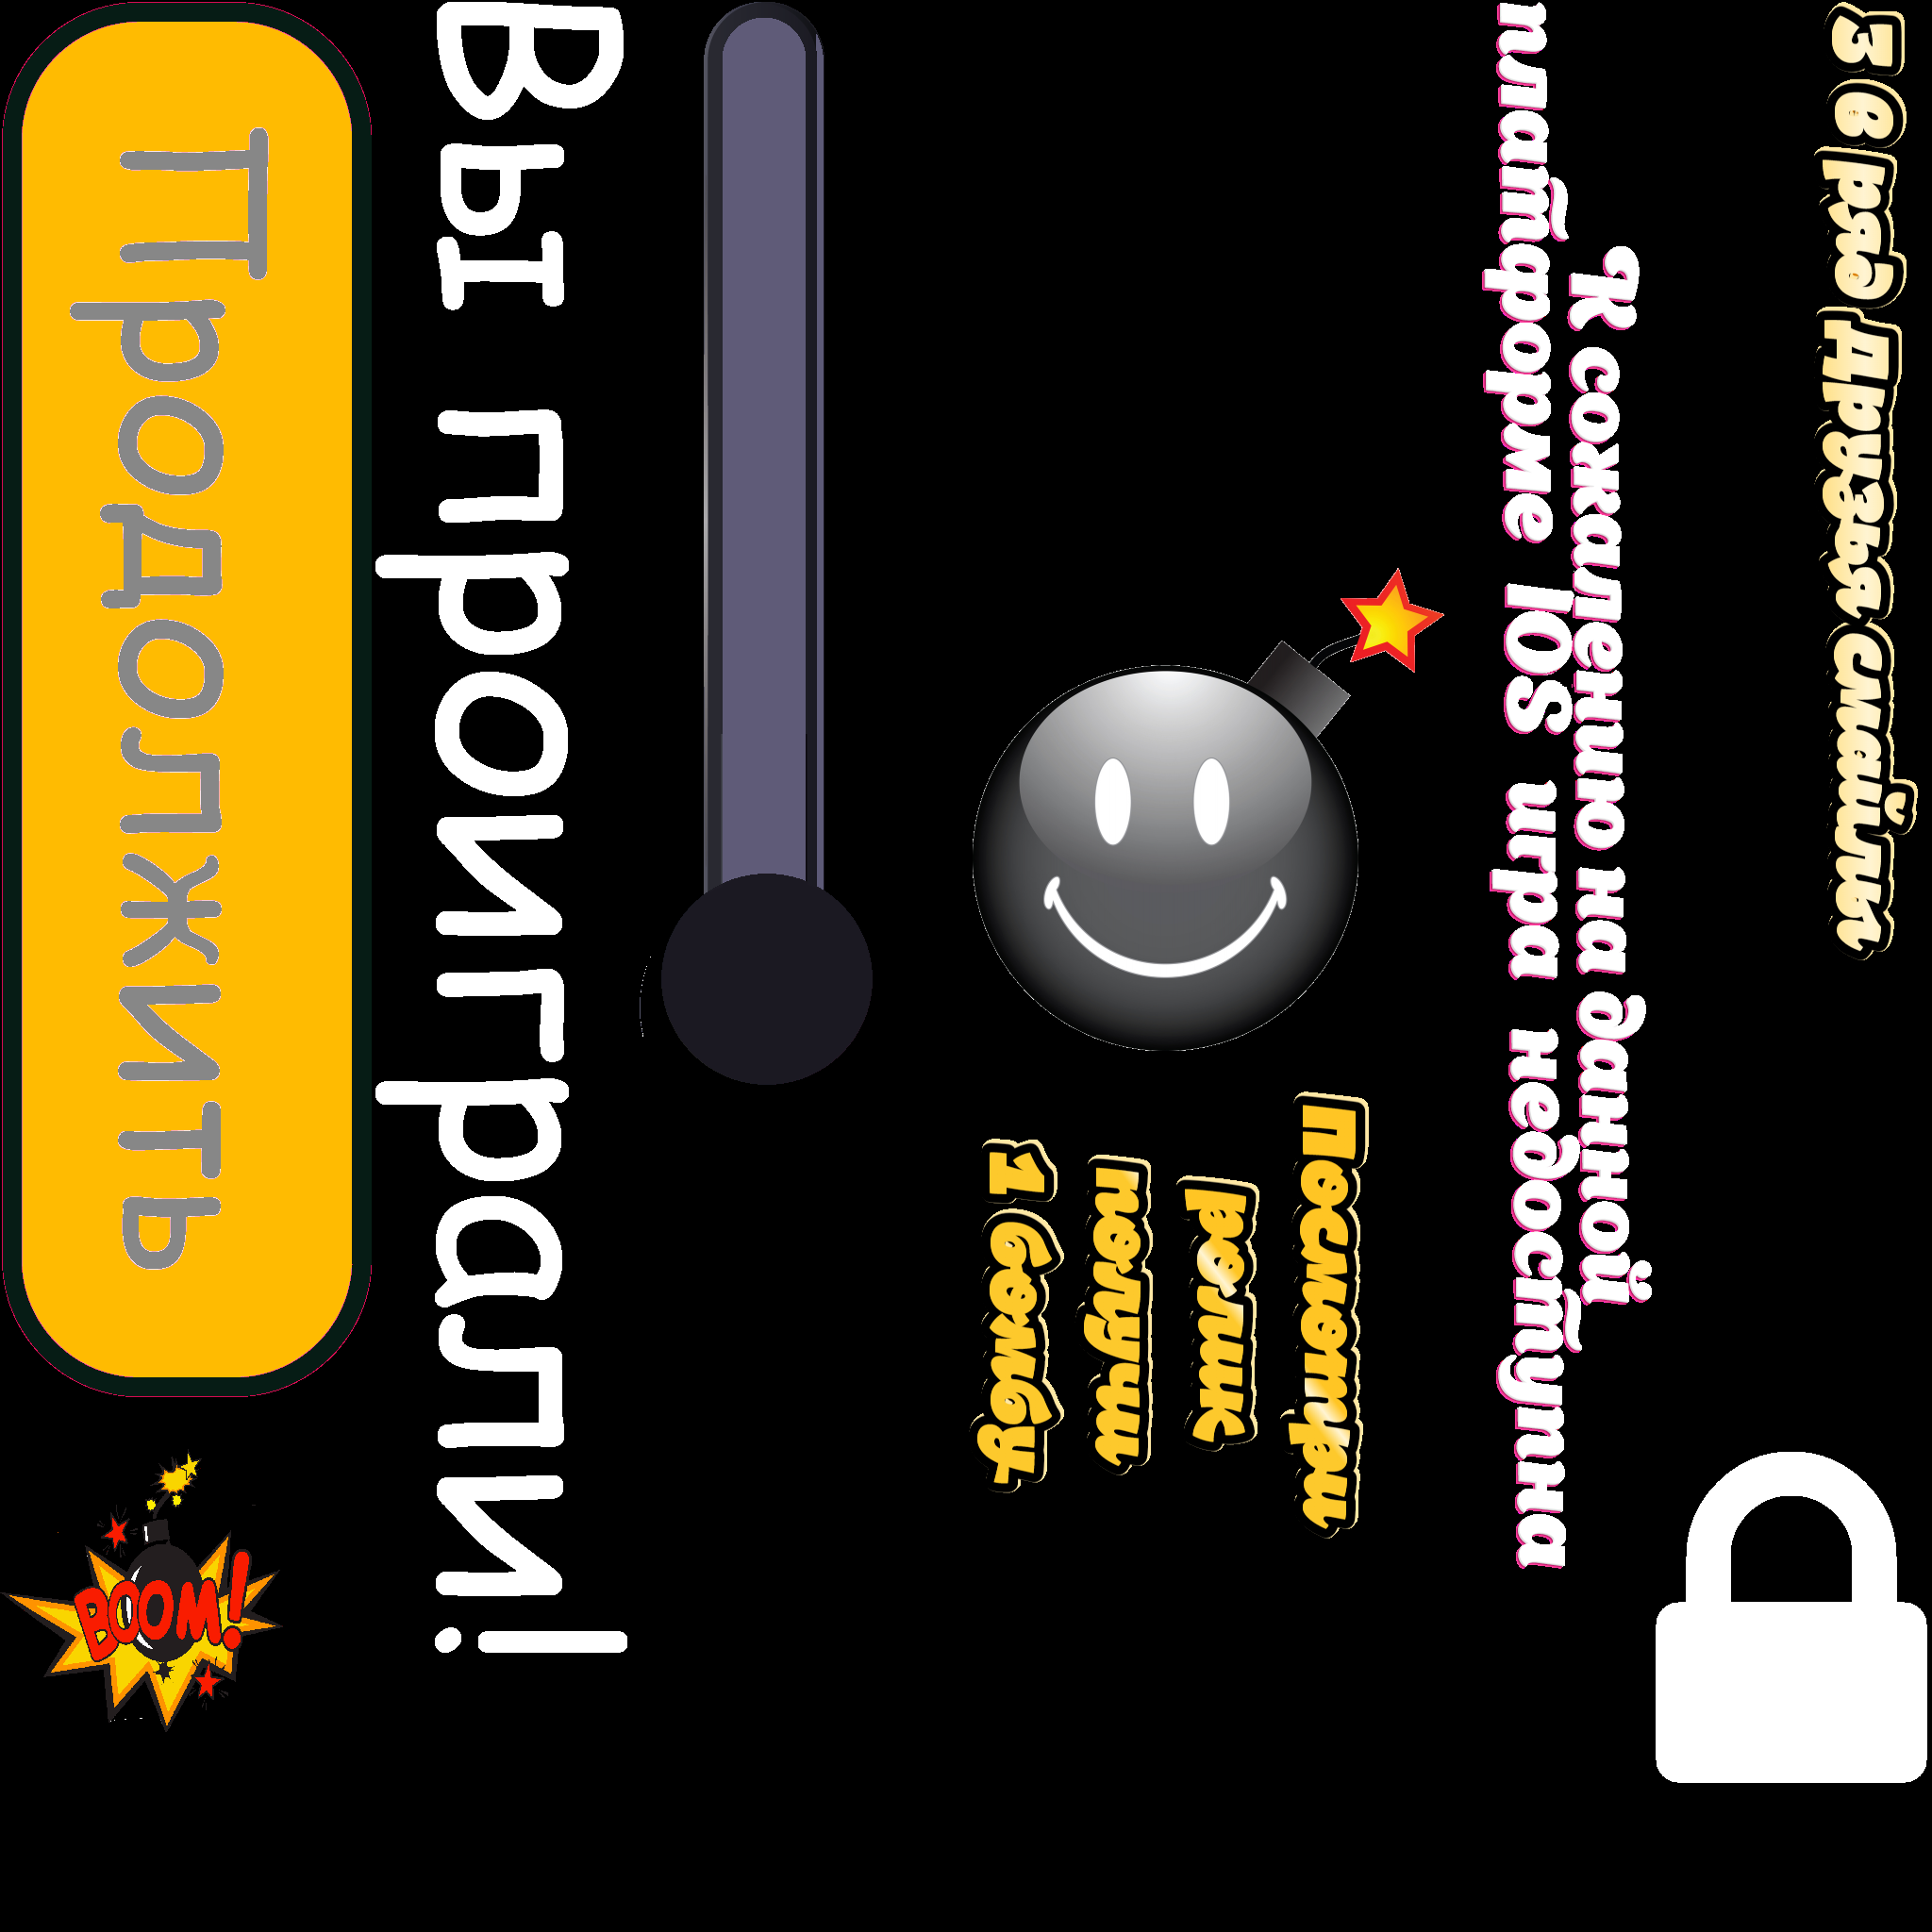 Продолжить
Вы проиграли!
BOOM!
Посмотри
ролик
получи
1 бомбу
К сожалению на данной
платформе IOS игра недоступна
3 в ряд Друзья смайлы